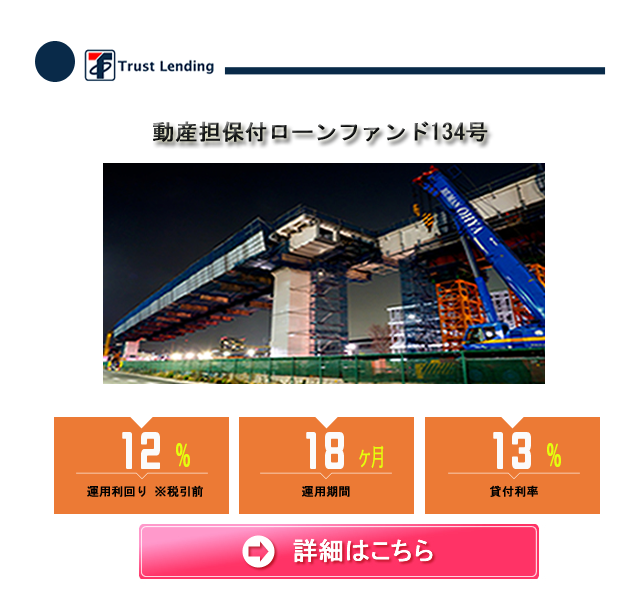 Trust Lending
動産担保付ローンファンド134号
OHYA
12 %
運用利回り ※税引前
18 ヶ月
運用期間
13 %
貸付利率
詳細はこちら